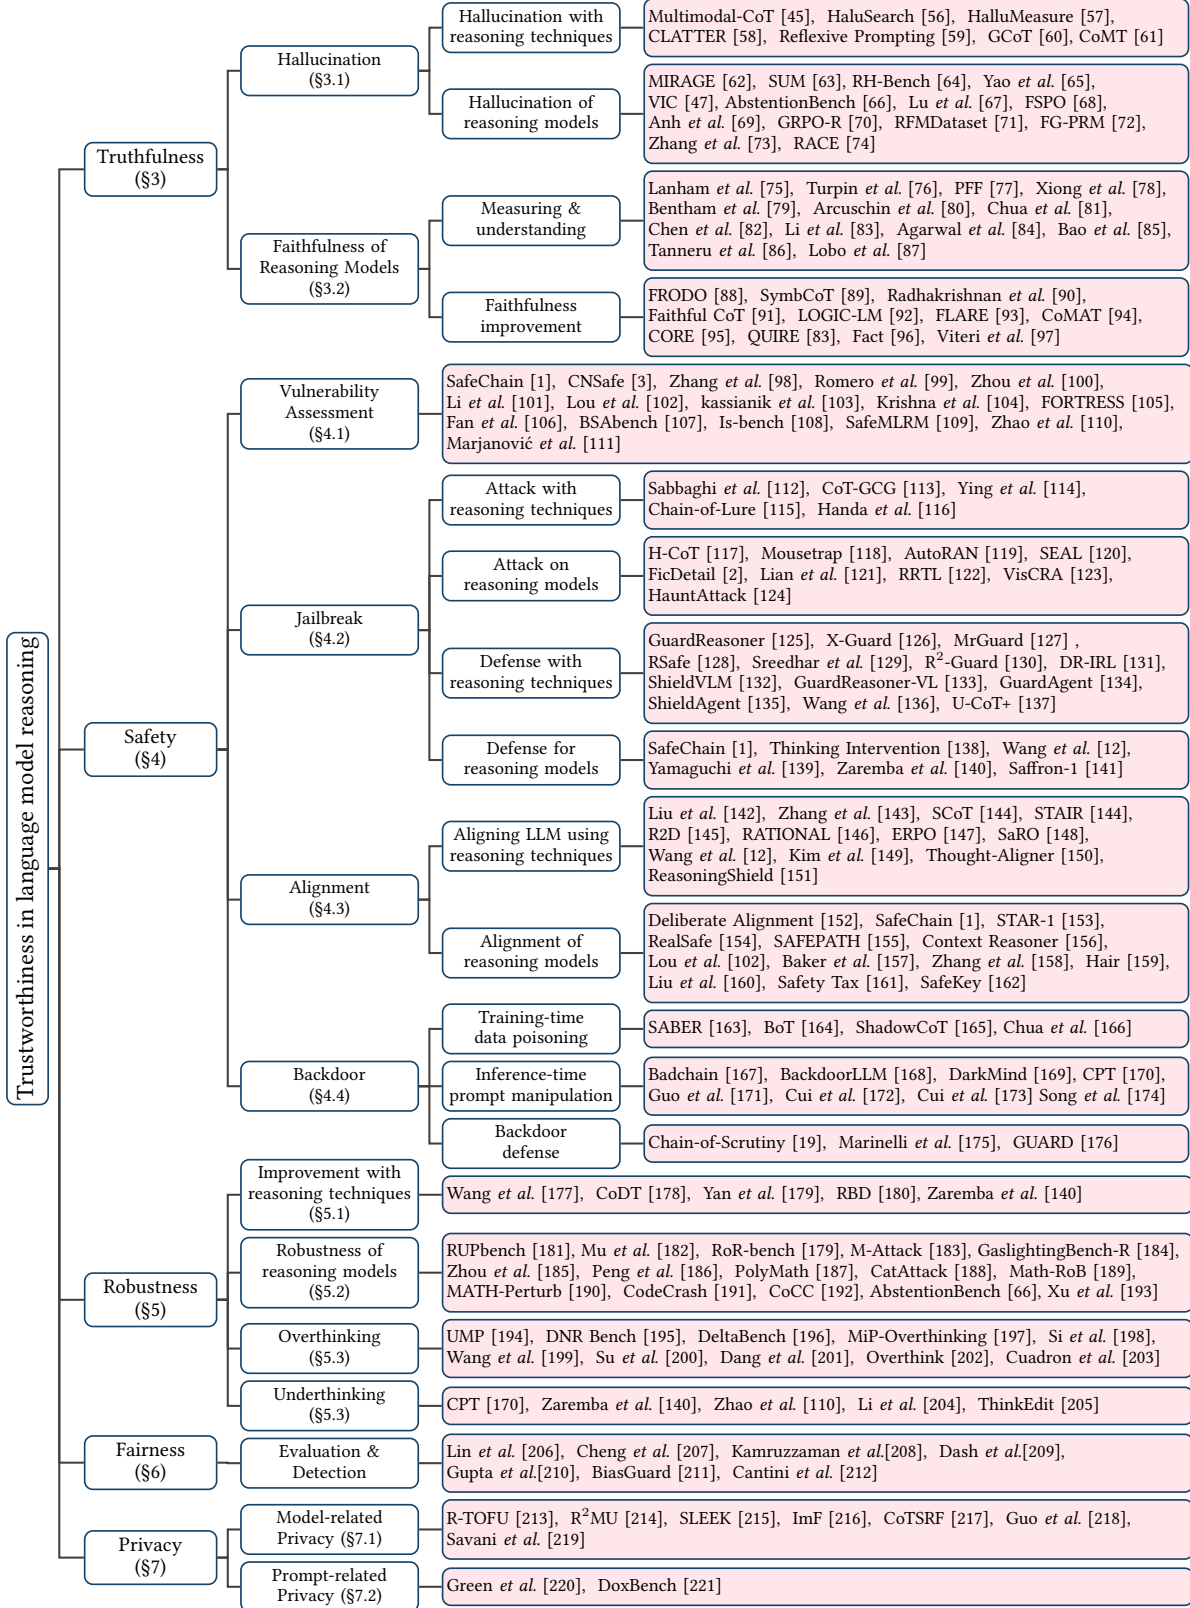 Trustworthiness in language model reasoning
Truthfulness
(§3)
Hallucination
(§3.1)
Hallucination with
reasoning techniques
Multimodal-CoT [45], HaluSearch [56], HalluMeasure [57],
CLATTER [58], Reflexive Prompting [59], GCoT [60], CoMT [61]
Hallucination of
reasoning models
MIRAGE [62], SUM [63], RH-Bench [64], Yao et al. [65],
VIC [47], AbstentionBench [66], Lu et al. [67], FSPO [68],
Anh et al. [69], GRPO-R [70], RFMDataset [71], FG-PRM [72],
Zhang et al. [73], RACE [74]
Faithfulness of
Reasoning Models
(§3.2)
Measuring &
understanding
Lanham et al. [75], Turpin et al. [76], PFF [77], Xiong et al. [78],
Bentham et al. [79], Arcuschin et al. [80], Chua et al. [81],
Chen et al. [82], Li et al. [83], Agarwal et al. [84], Bao et al. [85],
Tanneru et al. [86], Lobo et al. [87]
Faithfulness
improvement
FRODO [88], SymbCoT [89], Radhakrishnan et al. [90],
Faithful CoT [91], LOGIC-LM [92], FLARE [93], CoMAT [94],
CORE [95], QUIRE [83], Fact [96], Viteri et al. [97]
Safety
(§4)
Vulnerability
Assessment
(§4.1)
SafeChain [1], CNSafe [3], Zhang et al. [98], Romero et al. [99], Zhou et al. [100],
Li et al. [101], Lou et al. [102], kassianik et al. [103], Krishna et al. [104], FORTRESS [105],
Fan et al. [106], BSAbench [107], Is-bench [108], SafeMLRM [109], Zhao et al. [110],
Marjanović et al. [111]
Jailbreak
(§4.2)
Attack with
reasoning techniques
Sabbaghi et al. [112], CoT-GCG [113], Ying et al. [114],
Chain-of-Lure [115], Handa et al. [116]
Attack on
reasoning models
H-CoT [117], Mousetrap [118], AutoRAN [119], SEAL [120],
FicDetail [2], Lian et al. [121], RRTL [122], VisCRA [123],
HauntAttack [124]
Defense with
reasoning techniques
GuardReasoner [125], X-Guard [126], MrGuard [127] ,
RSafe [128], Sreedhar et al. [129], R²-Guard [130], DR-IRL [131],
ShieldVLM [132], GuardReasoner-VL [133], GuardAgent [134],
ShieldAgent [135], Wang et al. [136], U-CoT+ [137]
Defense for
reasoning models
SafeChain [1], Thinking Intervention [138], Wang et al. [12],
Yamaguchi et al. [139], Zaremba et al. [140], Saffron-1 [141]
Alignment
(§4.3)
Aligning LLM using
reasoning techniques
Liu et al. [142], Zhang et al. [143], SCoT [144], STAIR [144],
R2D [145], RATIONAL [146], ERPO [147], SaRO [148],
Wang et al. [12], Kim et al. [149], Thought-Aligner [150],
ReasoningShield [151]
Alignment of
reasoning models
Deliberate Alignment [152], SafeChain [1], STAR-1 [153],
RealSafe [154], SAFEPATH [155], Context Reasoner [156],
Lou et al. [102], Baker et al. [157], Zhang et al. [158], Hair [159],
Liu et al. [160], Safety Tax [161], SafeKey [162]
Backdoor
(§4.4)
Training-time
data poisoning
SABER [163], BoT [164], ShadowCoT [165], Chua et al. [166]
Inference-time
prompt manipulation
Badchain [167], BackdoorLLM [168], DarkMind [169], CPT [170],
Guo et al. [171], Cui et al. [172], Cui et al. [173] Song et al. [174]
Backdoor
defense
Chain-of-Scrutiny [19], Marinelli et al. [175], GUARD [176]
Robustness
(§5)
Improvement with
reasoning techniques
(§5.1)
Wang et al. [177], CoDT [178], Yan et al. [179], RBD [180], Zaremba et al. [140]
Robustness of
reasoning models
(§5.2)
RUPbench [181], Mu et al. [182], RoR-bench [179], M-Attack [183], GaslightingBench-R [184],
Zhou et al. [185], Peng et al. [186], PolyMath [187], CatAttack [188], Math-RoB [189],
MATH-Perturb [190], CodeCrash [191], CoCC [192], AbstentionBench [66], Xu et al. [193]
Overthinking
(§5.3)
UMP [194], DNR Bench [195], DeltaBench [196], MiP-Overthinking [197], Si et al. [198],
Wang et al. [199], Su et al. [200], Dang et al. [201], Overthink [202], Cuadron et al. [203]
Underthinking
(§5.3)
CPT [170], Zaremba et al. [140], Zhao et al. [110], Li et al. [204], ThinkEdit [205]
Fairness
(§6)
Evaluation &
Detection
Lin et al. [206], Cheng et al. [207], Kamruzzaman et al.[208], Dash et al.[209],
Gupta et al.[210], BiasGuard [211], Cantini et al. [212]
Privacy
(§7)
Model-related
Privacy (§7.1)
R-TOFU [213], R²MU [214], SLEEK [215], ImF [216], CoTSRF [217], Guo et al. [218],
Savani et al. [219]
Prompt-related
Privacy (§7.2)
Green et al. [220], DoxBench [221]